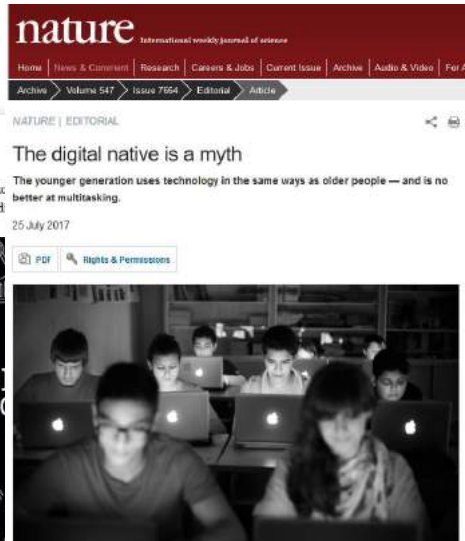 nature International weekly journal of science
Home | News & Comment | Research | Careers & Jobs | Current Issue | Archive | Audio & Video | For A
Archive Volume 547 Issue 7664 Editorial Article
NATURE | EDITORIAL
The digital native is a myth
The younger generation uses technology in the same ways as older people — and is no
better at multitasking.
25 July 2017
PDF Rights & Permissions